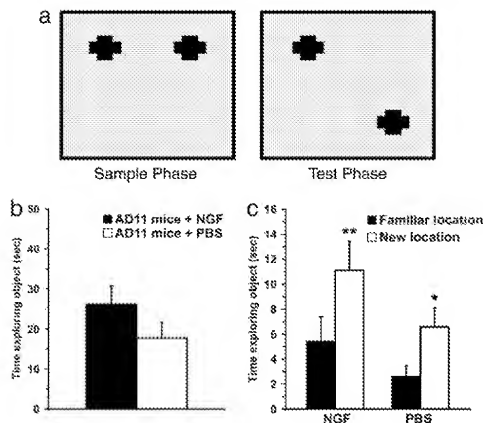 a
Sample Phase
Test Phase
b
Time exploring object (sec)
50
40
30
20
10
0
AD11 mice + NGF
AD11 mice + PBS
c
Time exploring object (sec)
16
14
12
10
8
6
4
2
0
Familiar location
New location
**
*
NGF
PBS